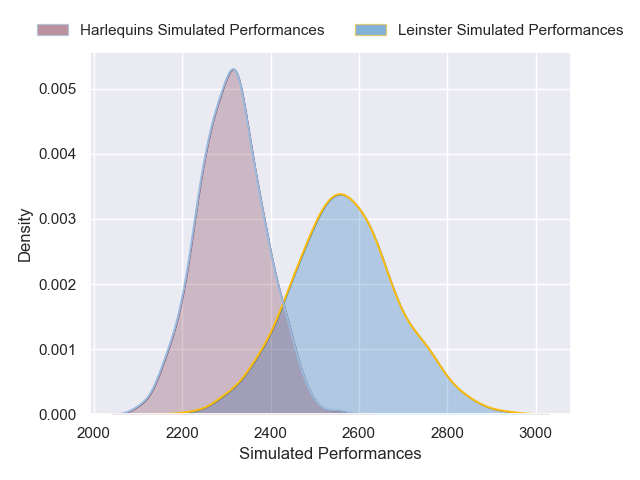 Harlequins Simulated Performances Leinster Simulated Performances
0.005
0.004
0.003
0.002
0.001
0.000
Density
2000 2200 2400 2600 2800 3000
Simulated Performances